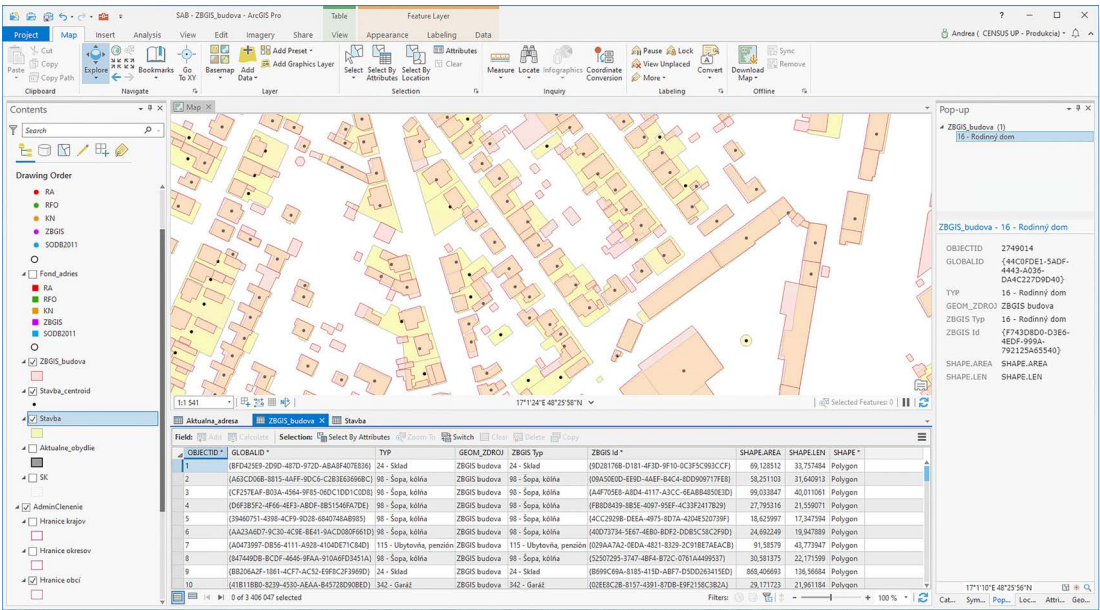 SAB - ZBGIS_budova - ArcGIS Pro
Table
Feature Layer
Project Map Insert Analysis View Edit Imagery Share View Appearance Labeling Data
Andrea ( CENSUS UP - Produkcia)
Paste
Cut
Copy
Copy Path
Clipboard
Explore
Bookmarks
Go To XY
Navigate
Basemap
Add Data
Add Preset
Add Graphics Layer
Layer
Select
Select By Attributes
Select By Location
Attributes
Clear
Selection
Measure
Locate
Infographics
Coordinate Conversion
Inquiry
Pause
Lock
View Unplaced
More
Convert
Labeling
Download Map
Sync
Remove
Offline
Contents
Search
Drawing Order
RA
RFO
KN
ZBGIS
SODB2011
Fond_adries
RA
RFO
KN
ZBGIS
SODB2011
ZBGIS_budova
Stavba_centroid
Stavba
Aktualne_obydlie
SK
AdminClenenie
Hranice krajov
Hranice okresov
Hranice obcí
Map
1:1 541
17°1'24"E 48°25'58"N
Selected Features: 0
Aktualna_adresa ZBGIS_budova Stavba
Field: Add Calculate Selection: Select By Attributes Zoom To Switch Clear Delete Copy
OBJECTID * GLOBALID * TYP GEOM_ZDROJ ZBGIS Typ ZBGIS Id * SHAPE.AREA SHAPE.LEN SHAPE *
1 {BFD425E9-2D9D-487D-972D-ABA8F407E836} 24 - Sklad ZBGIS budova 24 - Sklad {9D28176B-D181-4F3D-9F10-0C3F5C993CCF} 69,128512 33,757484 Polygon
2 {A63CD06B-8815-4AFF-9DC6-C2B3E63696BC} 98 - Šopa, kôlňa ZBGIS budova 98 - Šopa, kôlňa {09A50E0D-EE9D-4AEF-B4C4-8DD909717FE8} 58,251103 31,640913 Polygon
3 {CF257EAF-B03A-4564-9F85-06DC1DD1C0D8} 98 - Šopa, kôlňa ZBGIS budova 98 - Šopa, kôlňa {A4F705E8-A8D4-4117-A3CC-6EABB4850E3D} 99,033847 40,011061 Polygon
4 {D6F3B5F2-4F66-4EF3-ABDF-8B51546FA7DE} 98 - Šopa, kôlňa ZBGIS budova 98 - Šopa, kôlňa {FB8D8439-8B5E-4097-95EF-4C33F2417B29} 27,795316 21,559071 Polygon
5 {39460751-4398-4CF9-9D28-6840748AB985} 98 - Šopa, kôlňa ZBGIS budova 98 - Šopa, kôlňa {4CC2929B-DEEA-4975-8D7A-4204E520739F} 18,625997 17,347594 Polygon
6 {AA23A6D7-9C30-4C9E-BE41-9ACD080F661D} 98 - Šopa, kôlňa ZBGIS budova 98 - Šopa, kôlňa {40D73734-5E67-4EB0-BDF2-DDB5C58C2F9D} 24,692249 19,947889 Polygon
7 {A0473997-DB56-4111-A928-4104DE7C84D} 115 - Ubytovňa, penzión ZBGIS budova 115 - Ubytovňa, penzión {029AA7A2-0EDA-4821-8329-2C91BE7AEACB} 91,58579 43,773947 Polygon
8 {847449DB-BCDF-4646-9FAA-910A6FD3451A} 98 - Šopa, kôlňa ZBGIS budova 98 - Šopa, kôlňa {52507295-3747-4BF4-B72C-0761A4499537} 30,581375 22,171599 Polygon
9 {BB206A2F-1861-4CF7-AC52-E9F8C2F3969D} 24 - Sklad ZBGIS budova 24 - Sklad {B699C69A-8185-415D-ABF7-D5DD263415ED} 868,406693 136,56684 Polygon
10 {41B118B0-8239-4530-AEAA-B45728D90BED} 342 - Garáž ZBGIS budova 342 - Garáž {02EE8C2B-8157-4391-87DB-E9F2158C3B2A} 29,171723 21,961184 Polygon
0 of 3 406 047 selected
Filters:
100 %
Pop-up
ZBGIS_budova (1)
16 - Rodinný dom
ZBGIS_budova - 16 - Rodinný dom
OBJECTID 2749014
GLOBALID {44C0FDE1-5ADF-
4443-A036-
DA4C227D9D40}
TYP 16 - Rodinný dom
GEOM_ZDROJ ZBGIS budova
ZBGIS Typ 16 - Rodinný dom
ZBGIS Id {F743D8D0-D3E6-
4EDF-999A-
792125A65540}
SHAPE.AREA SHAPE.AREA
SHAPE.LEN SHAPE.LEN
17°1'10"E 48°25'56"N
Cat... Sym... Pop... Loc... Attri... Geo...